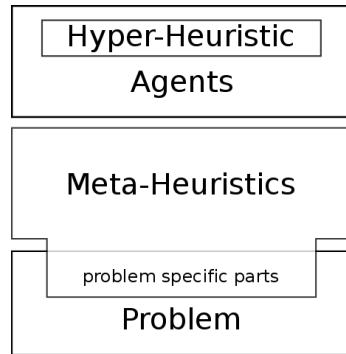 Hyper-Heuristic
Agents
Meta-Heuristics
problem specific parts
Problem